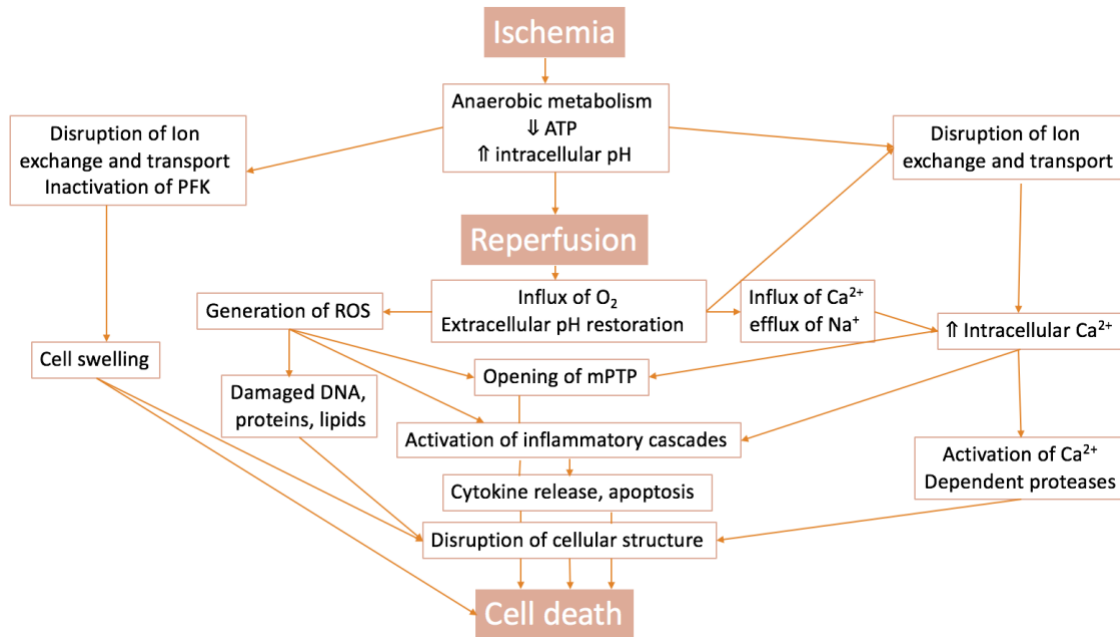 Ischemia
Anaerobic metabolism
⇓ ATP
⇑ intracellular pH
Disruption of Ion
exchange and transport
Inactivation of PFK
Disruption of Ion
exchange and transport
Reperfusion
Influx of O₂
Extracellular pH restoration
Generation of ROS
Influx of Ca²⁺
efflux of Na⁺
⇑ Intracellular Ca²⁺
Cell swelling
Opening of mPTP
Damaged DNA,
proteins, lipids
Activation of inflammatory cascades
Activation of Ca²⁺
Dependent proteases
Cytokine release, apoptosis
Disruption of cellular structure
Cell death